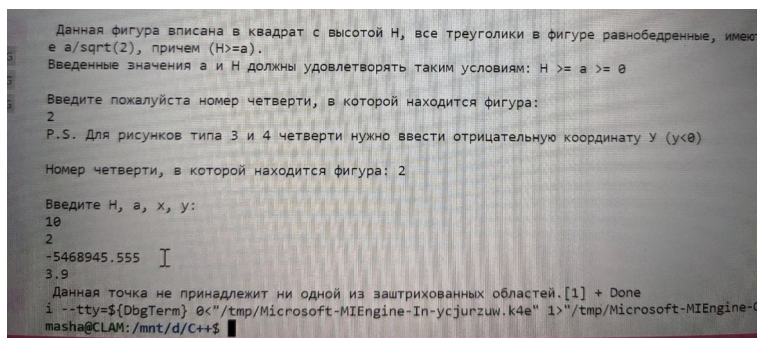 Данная фигура вписана в квадрат с высотой H, все треуголики в фигуре равнобедренные,
е a/sqrt(2), причем (H>=a).
Введенные значения a и H должны удовлетворять таким условиям: H >= a >= 0
Введите пожалуйста номер четверти, в которой находится фигура:
2
P.S. Для рисунков типа 3 и 4 четверти нужно ввести отрицательную координату У (y<0)
Номер четверти, в которой находится фигура: 2
Введите H, a, x, y:
10
2
-5468945.555
3.9
Данная точка не принадлежит ни одной из заштрихованных областей.[1] + Done
i --tty=${DbgTerm} 0<"/tmp/Microsoft-MIEngine-In-ycjurzuw.k4e" 1>"/tmp/Microsoft-MIEngine-
masha@CLAM:/mnt/d/C++$